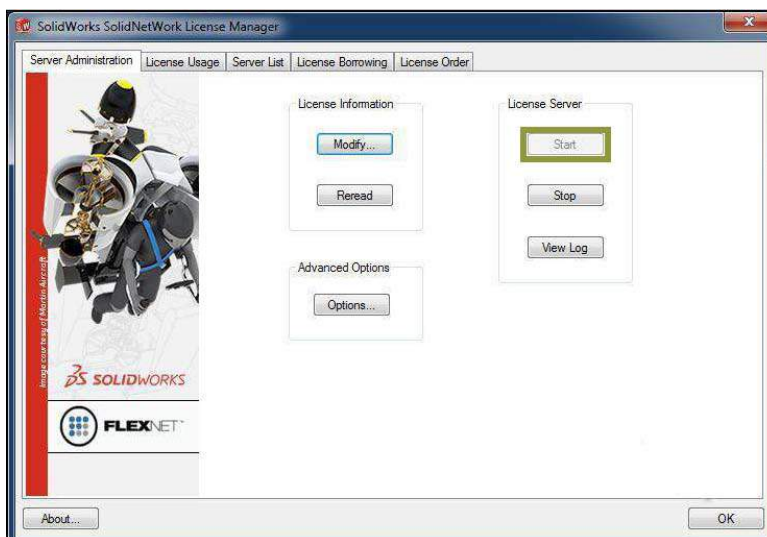 SolidWorks SolidNetWork License Manager
Server Administration License Usage Server List License Borrowing License Order
License Information
Modify...
Reread
Advanced Options
Options...
License Server
Start
Stop
View Log
Image courtesy of Martin Aircraft
3S SOLIDWORKS
FLEXNET
About...
OK